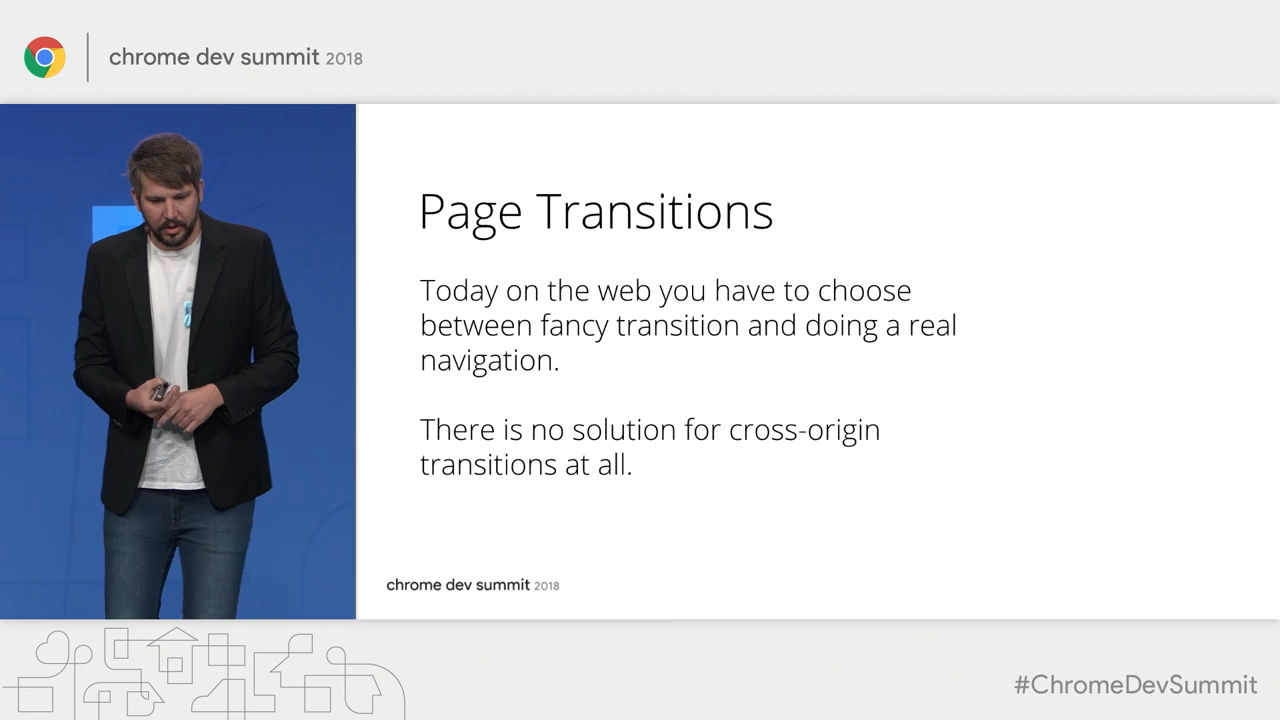 chrome dev summit 2018
Page Transitions
Today on the web you have to choose
between fancy transition and doing a real
navigation.
There is no solution for cross-origin
transitions at all.
chrome dev summit 2018
#ChromeDevSummit